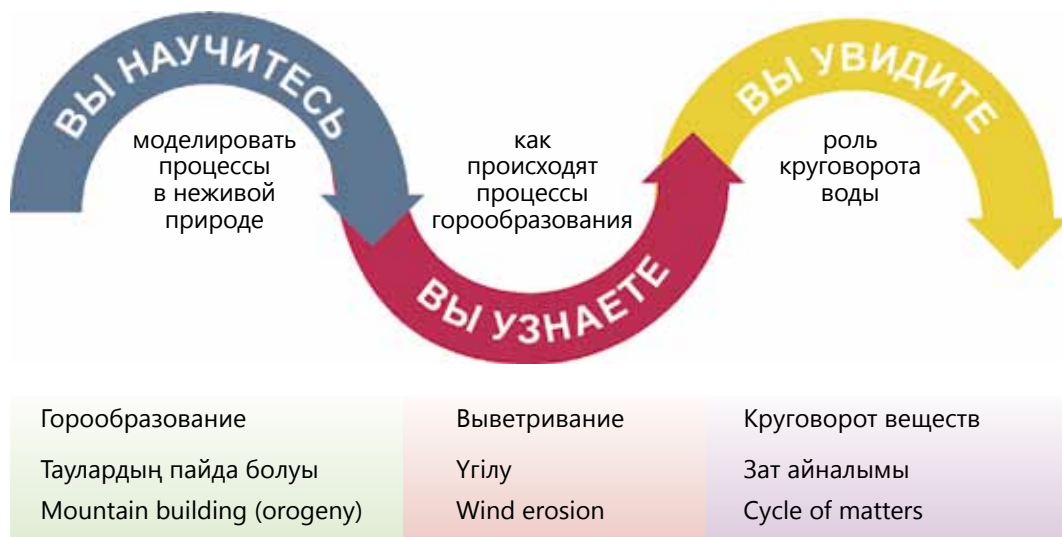 ВЫ НАУЧИТЕСЬ
моделировать
процессы
в неживой
природе
ВЫ УЗНАЕТЕ
как
происходят
процессы
горообразования
ВЫ УВИДИТЕ
роль
круговорота
воды
Горообразование
Таулардың пайда болуы
Mountain building (orogeny)
Выветривание
Үгілу
Wind erosion
Круговорот веществ
Зат айналымы
Cycle of matters